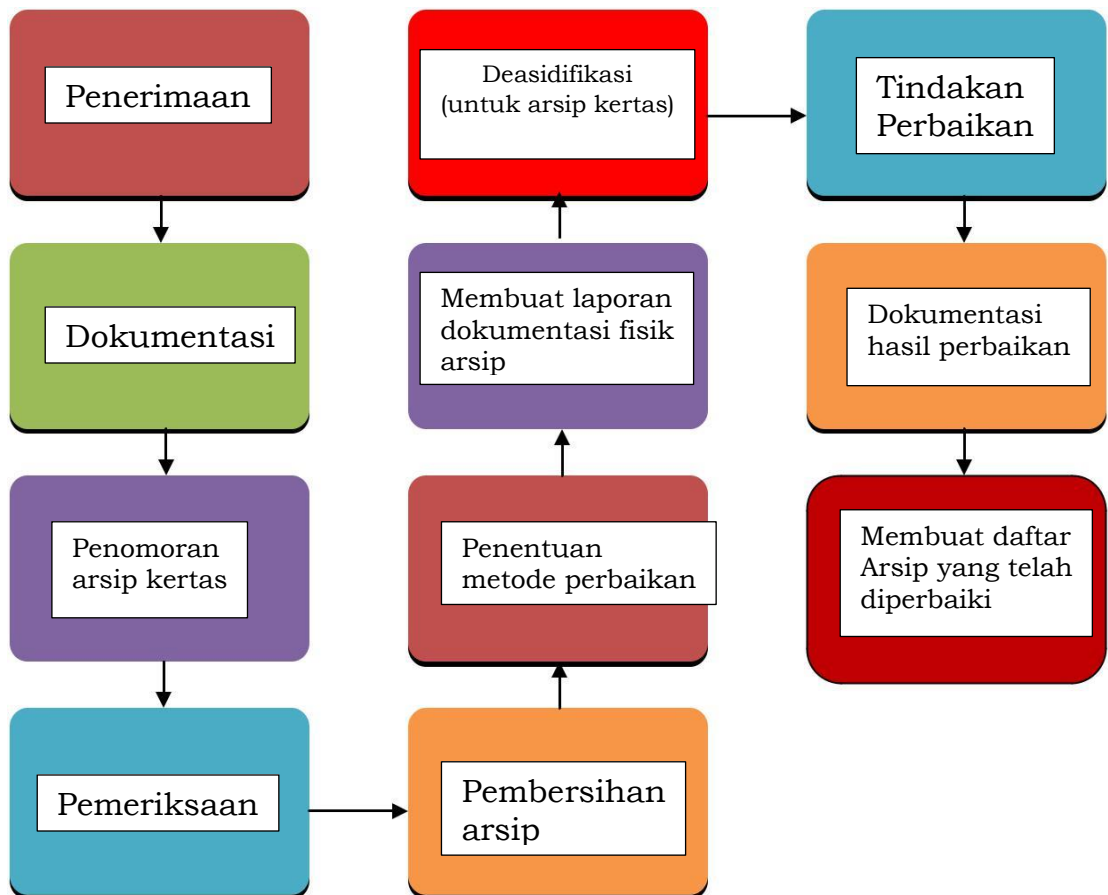 Penerimaan
Dokumentasi
Penomoran
arsip kertas
Pemeriksaan
Pembersihan
arsip
Penentuan
metode perbaikan
Membuat laporan
dokumentasi fisik
arsip
Deasidifikasi
(untuk arsip kertas)
Tindakan
Perbaikan
Dokumentasi
hasil perbaikan
Membuat daftar
Arsip yang telah
diperbaiki